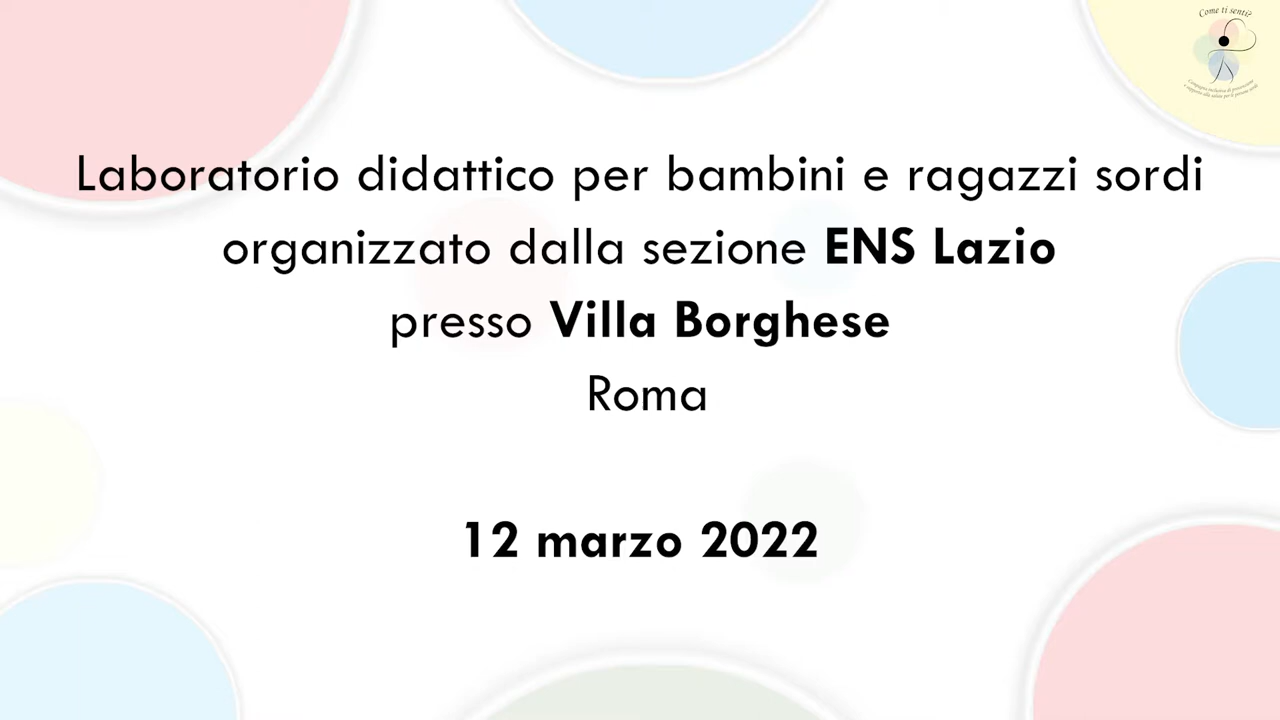 Come ti senti?
Laboratorio didattico per bambini e ragazzi sordi
organizzato dalla sezione ENS Lazio
presso Villa Borghese
Roma
12 marzo 2022